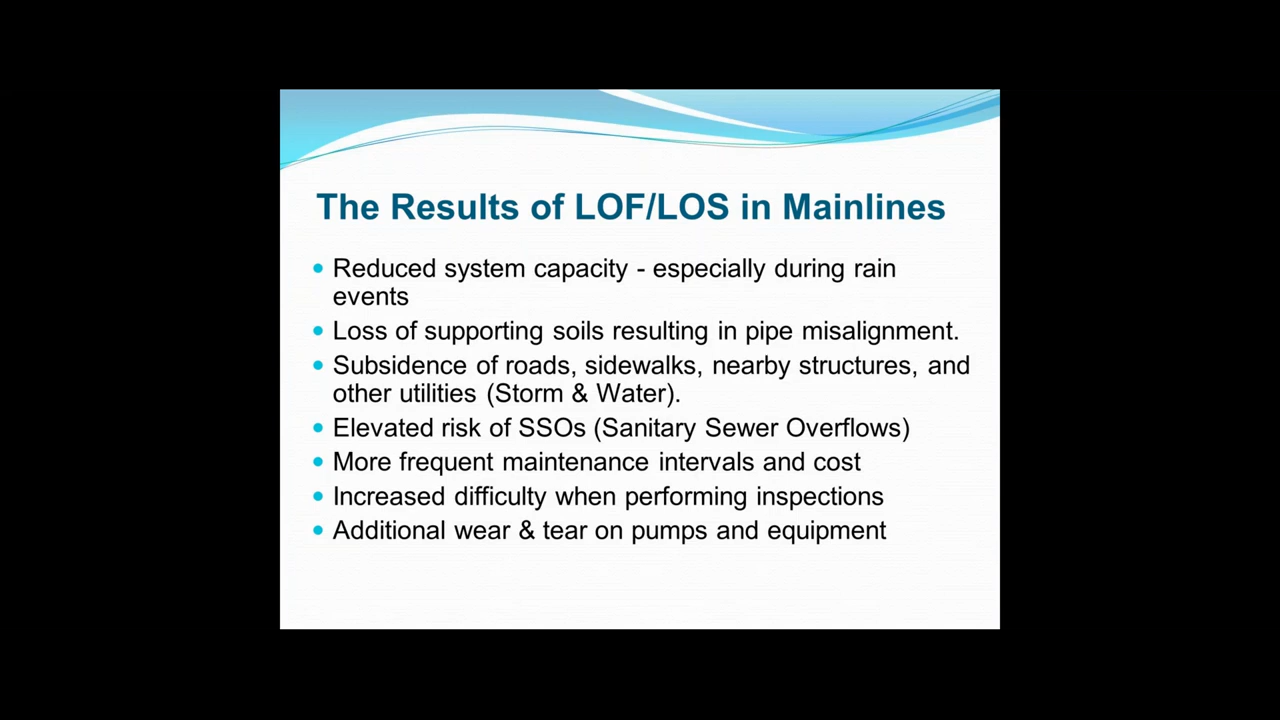 The Results of LOF/LOS in Mainlines
• Reduced system capacity - especially during rain
events
• Loss of supporting soils resulting in pipe misalignment.
• Subsidence of roads, sidewalks, nearby structures, and
other utilities (Storm & Water).
• Elevated risk of SSOs (Sanitary Sewer Overflows)
• More frequent maintenance intervals and cost
• Increased difficulty when performing inspections
• Additional wear & tear on pumps and equipment